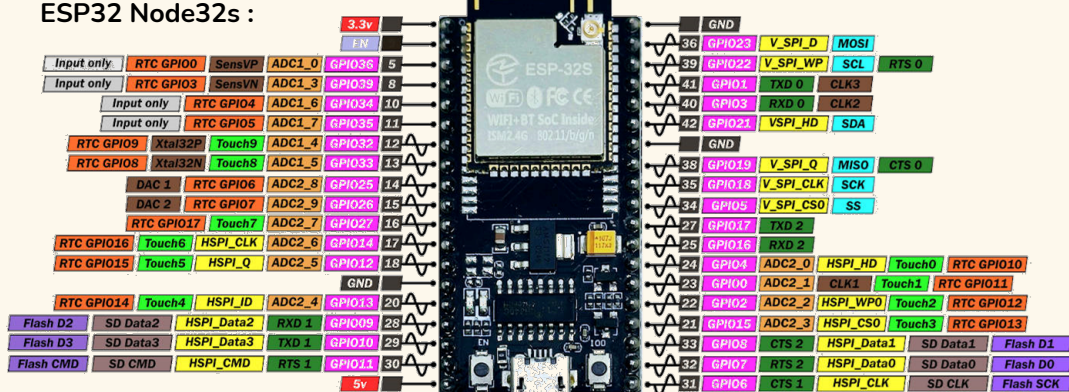 ESP32 Node32s :
3.3v GND
EN 36 GPIO23 V_SPI_D MOSI
Input only RTC GPIO0 SensVP ADC1_0 GPIO36 5 39 GPIO22 V_SPI_WP SCL RTS 0
Input only RTC GPIO3 SensVN ADC1_3 GPIO39 8 41 GPIO1 TXD 0 CLK3
Input only RTC GPIO4 ADC1_6 GPIO34 10 40 GPIO3 RXD 0 CLK2
Input only RTC GPIO5 ADC1_7 GPIO35 11 42 GPIO21 VSPI_HD SDA
RTC GPIO9 Xtal32P Touch9 ADC1_4 GPIO32 12 GND
RTC GPIO8 Xtal32N Touch8 ADC1_5 GPIO33 13 38 GPIO19 V_SPI_Q MISO CTS 0
DAC 1 RTC GPIO6 ADC2_8 GPIO25 14 35 GPIO18 V_SPI_CLK SCK
DAC 2 RTC GPIO7 ADC2_9 GPIO26 15 34 GPIO5 V_SPI_CS0 SS
RTC GPIO17 Touch7 ADC2_7 GPIO27 16 27 GPIO17 TXD 2
RTC GPIO16 Touch6 HSPI_CLK ADC2_6 GPIO14 17 25 GPIO16 RXD 2
RTC GPIO15 Touch5 HSPI_Q ADC2_5 GPIO12 18 24 GPIO4 ADC2_0 HSPI_HD Touch0 RTC GPIO10
GND 23 GPIO0 ADC2_1 CLK1 Touch1 RTC GPIO11
RTC GPIO14 Touch4 HSPI_ID ADC2_4 GPIO13 20 22 GPIO2 ADC2_2 HSPI_WP0 Touch2 RTC GPIO12
Flash D2 SD Data2 HSPI_Data2 RXD 1 GPIO09 28 21 GPIO15 ADC2_3 HSPI_CS0 Touch3 RTC GPIO13
Flash D3 SD Data3 HSPI_Data3 TXD 1 GPIO10 29 33 GPIO8 CTS 2 HSPI_Data1 SD Data1 Flash D1
Flash CMD SD CMD HSPI_CMD RTS 1 GPIO11 30 32 GPIO7 RTS 2 HSPI_Data0 SD Data0 Flash D0
5v 31 GPIO6 CTS 1 HSPI_CLK SD CLK Flash SCK
ESP-32S
WiFi FC CE
WIFI+BT SoC Inside
ISM2.4G 802.11/b/g/n
EN IO0